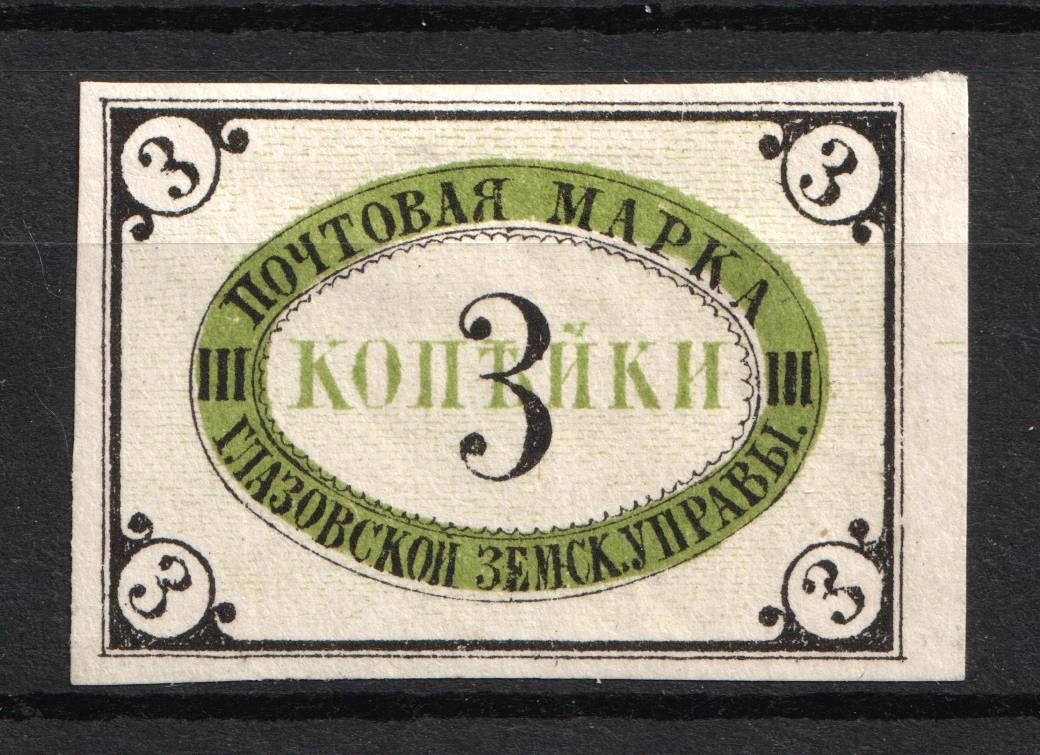 3 3
ПОЧТОВАЯ МАРКА
III КОПѢЙКИ III
3
ГЛАЗОВСКОЙ ЗЕМСК. УПРАВЫ.
3 3